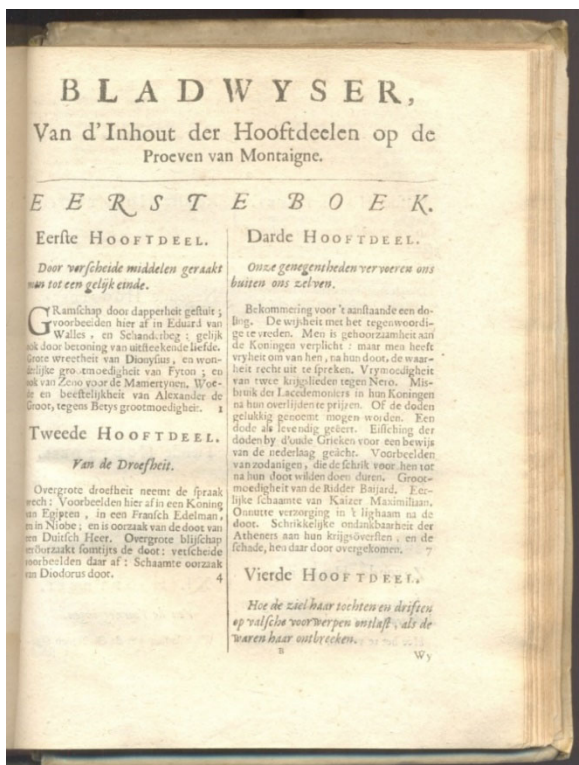 BLADWYSER,
Van d'Inhout der Hooftdeelen op de
Proeven van Montaigne.
EERSTE BOEK.
Eerste HOOFTDEEL.
Door verscheide middelen geraakt
men tot een gelijk einde.
GRamschap door dapperheit gestuit ;
voorbeelden hier af in Eduard van
Walles , en Schanderbeg : gelijk
ook door betoning van uitsteekende liefde.
Grote wreetheit van Dionysius, en won-
derlijke grootmoedigheit van Fyton ; en
ook van Zeno voor de Mamertynen. Woe-
de en beestelijkheit van Alexander de
Groot, tegens Betys grootmoedigheit. 1
Tweede HOOFTDEEL.
Van de Droefheit.
Overgrote droefheit neemt de spraak
wech : Voorbeelden hier af in een Koning
van Egipten , in een Fransch Edelman,
en in Niobe ; en is oorzaak van de doot van
een Duitsch Heer. Overgrote blijschap
veroorzaakt somtijts de doot : verscheide
voorbeelden daar af : Schaamte oorzaak
van Diodorus doot. 4
Darde HOOFTDEEL.
Onze genegentheden vervoeren ons
buiten ons zelven.
Bekommering voor 't aanstaande een do-
ling. De wijsheit met het tegenwoordi-
ge te vreden. Men is gehoorzaamheit aan
de Koningen verplicht : maar men heeft
vryheit om van hen , na hun doot, de waar-
heit recht uit te spreken. Vrymoedigheit
van twee krijgslieden tegen Nero. Mis-
bruik der Lacedemoniers in hun Koningen
na hun overlijden te prijzen. Of de doden
gelukkig genoemt mogen worden. Een
dode als levendig geëert. Eissching der
doden by d'oude Grieken voor een bewijs
van de nederlaag geächt. Voorbeelden
van zodanigen , die de schrik voor hen tot
na hun doot wilden doen duren. Groot-
moedigheit van de Ridder Baijard. Eer-
lijke schaamte van Kaizer Maximiliaan,
Onnutte verzorging in 't lighaam na de
doot. Schrikkelijke ondankbaarheit der
Atheners aan hun krijgsöversten , en de
schade, hen daar door overgekomen. 7
Vierde HOOFTDEEL.
Hoe de ziel haar tochten en driften
op valsche voorwerpen ontlast , als de
waren haar ontbreeken.
B
Wy